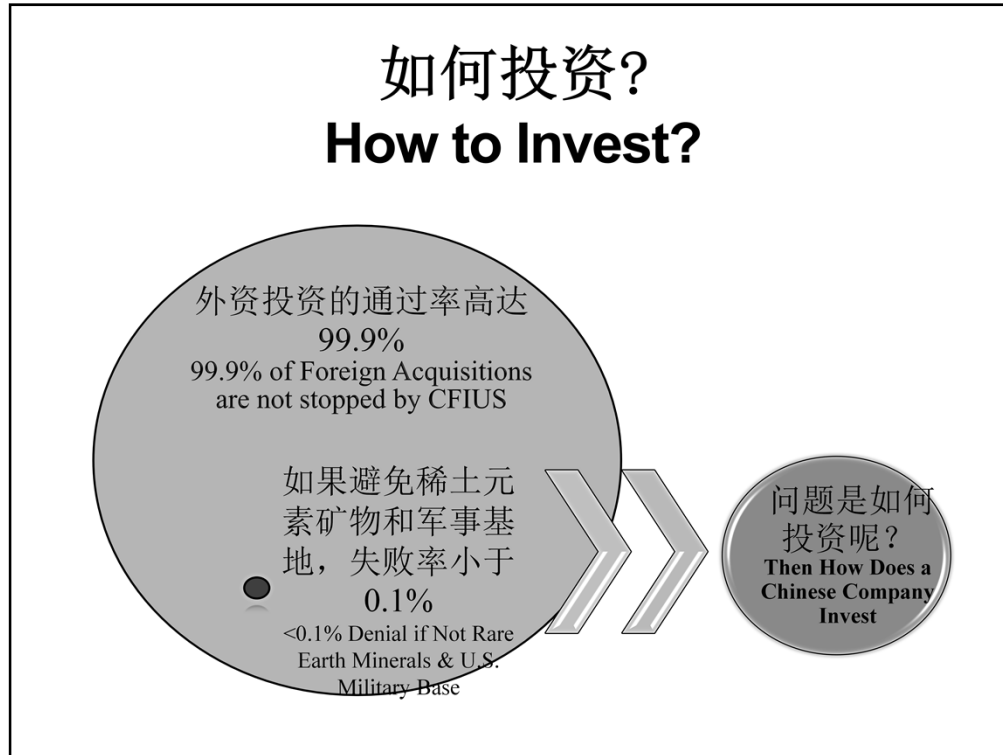 如何投资?
How to Invest?
外资投资的通过率高达
99.9%
99.9% of Foreign Acquisitions
are not stopped by CFIUS
如果避免稀土元
素矿物和军事基
地，失败率小于
0.1%
<0.1% Denial if Not Rare
Earth Minerals & U.S.
Military Base
问题是如何
投资呢？
Then How Does a
Chinese Company
Invest